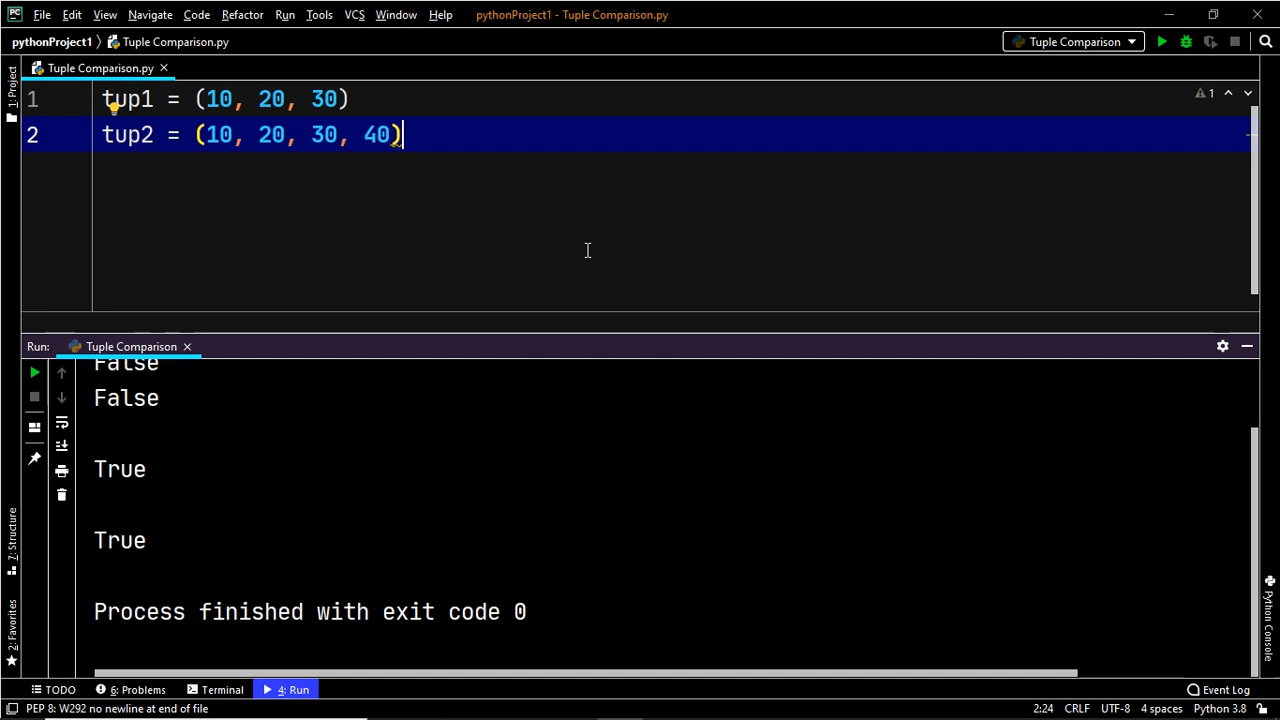 File Edit View Navigate Code Refactor Run Tools VCS Window Help pythonProject1 - Tuple Comparison.py
pythonProject1 Tuple Comparison.py Tuple Comparison
Tuple Comparison.py
1: Project
1 tup1 = (10, 20, 30)
1
2 tup2 = (10, 20, 30, 40)
Run: Tuple Comparison
False
False
True
True
Process finished with exit code 0
7: Structure
2: Favorites
Python Console
TODO 6: Problems Terminal 4: Run Event Log
PEP 8: W292 no newline at end of file 2:24 CRLF UTF-8 4 spaces Python 3.8